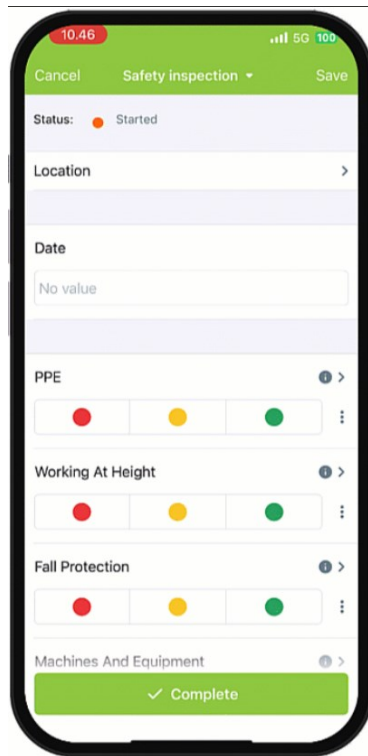 10.46 5G 100
Cancel Safety inspection Save
Status: Started
Location
Date
No value
PPE
Working At Height
Fall Protection
Machines And Equipment
Complete